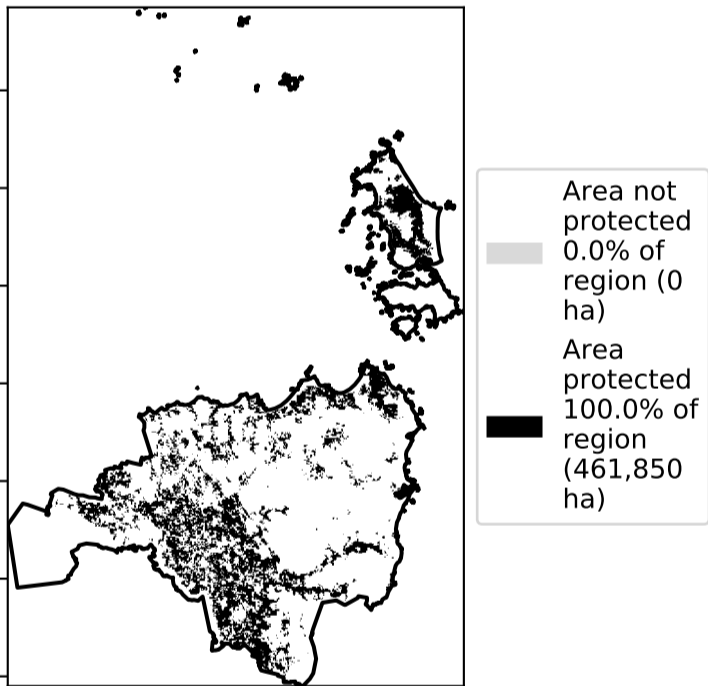 Area not
protected
0.0% of
region (0
ha)
Area
protected
100.0% of
region
(461,850
ha)